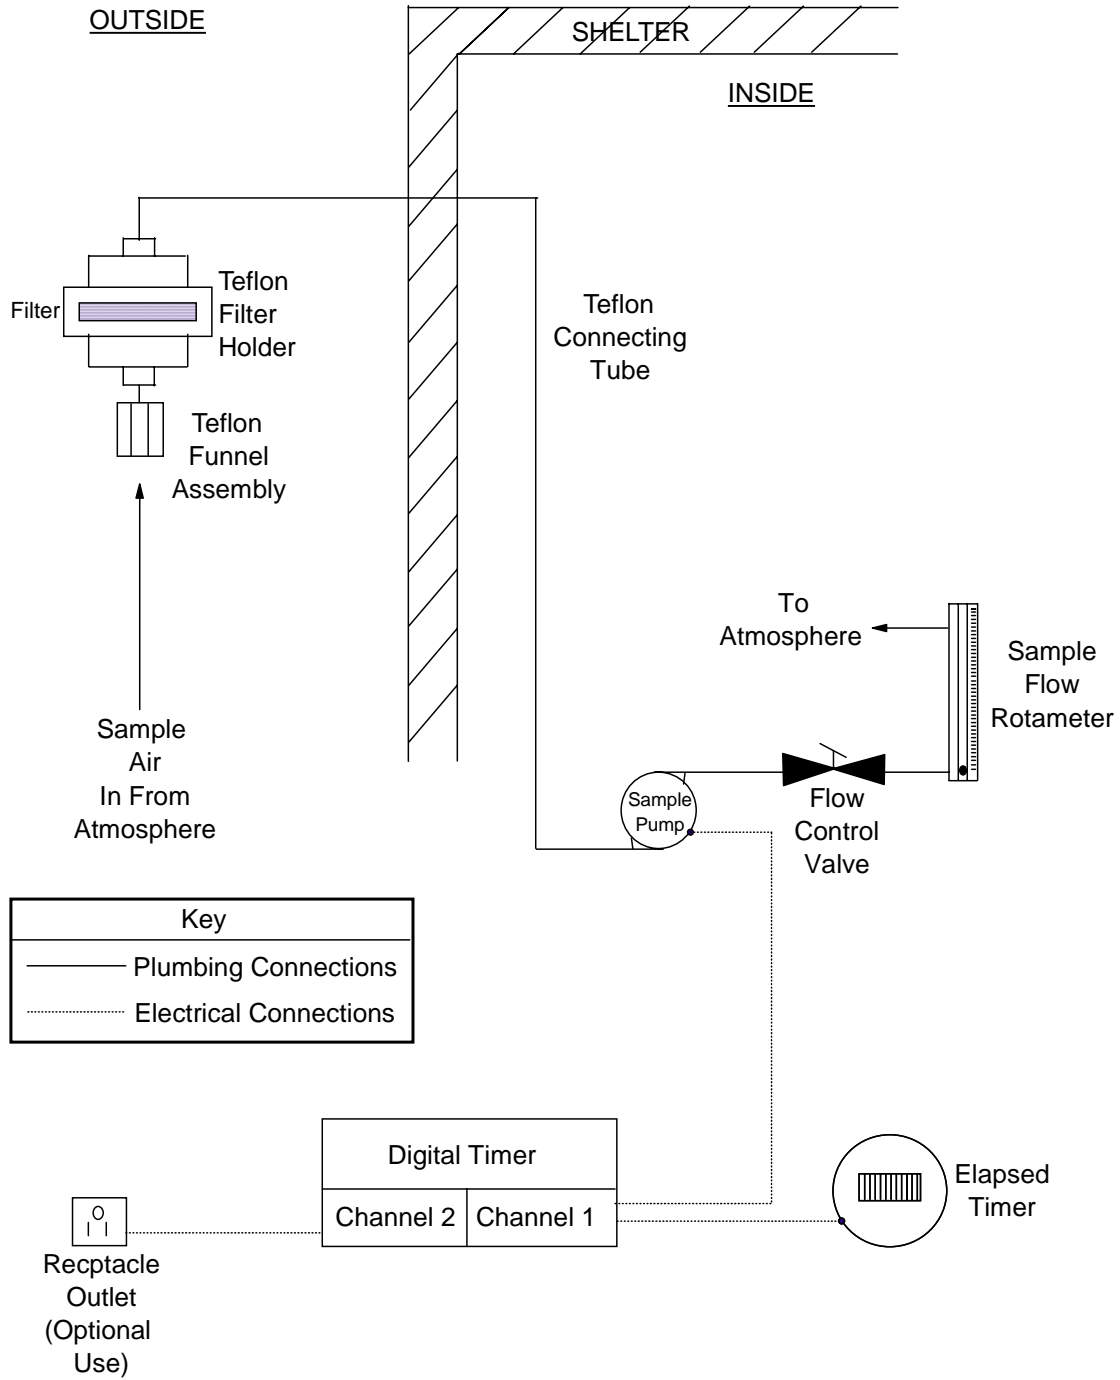 OUTSIDE
SHELTER
INSIDE
Filter
Teflon
Filter
Holder
Teflon
Connecting
Tube
Teflon
Funnel
Assembly
Sample
Air
In From
Atmosphere
To
Atmosphere
Sample
Flow
Rotameter
Sample
Pump
Flow
Control
Valve
Key
Plumbing Connections
Electrical Connections
Digital Timer
Channel 2
Channel 1
Elapsed
Timer
Recptacle
Outlet
(Optional
Use)